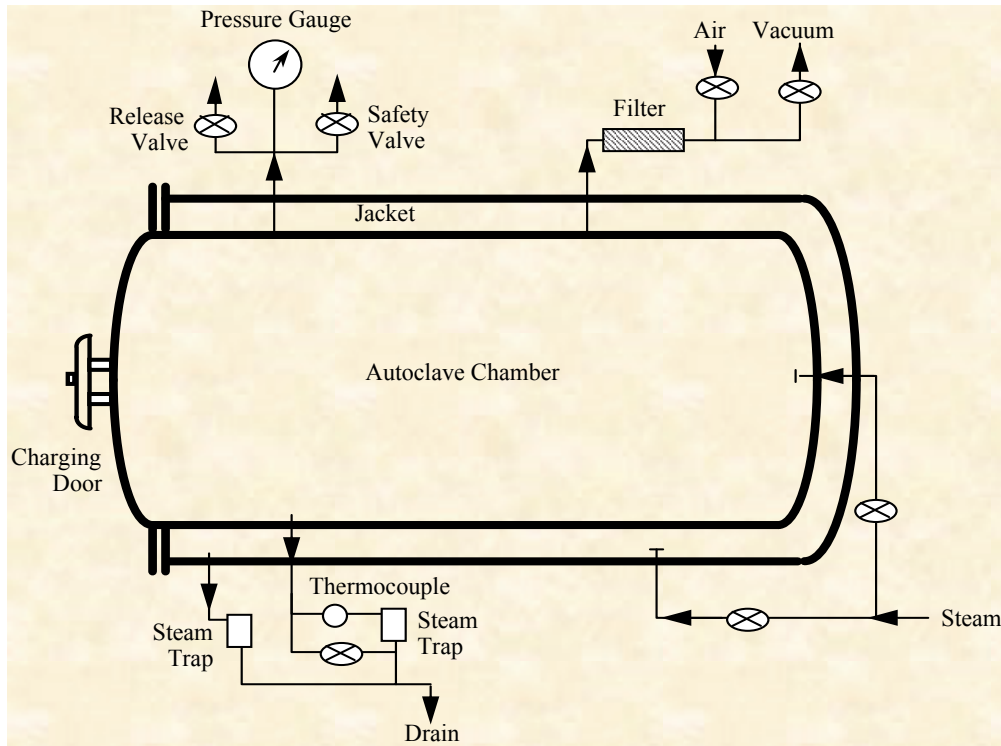 Pressure Gauge
Air
Vacuum
Release
Valve
Safety
Valve
Filter
Jacket
Autoclave Chamber
Charging
Door
Thermocouple
Steam
Trap
Steam
Trap
Steam
Drain